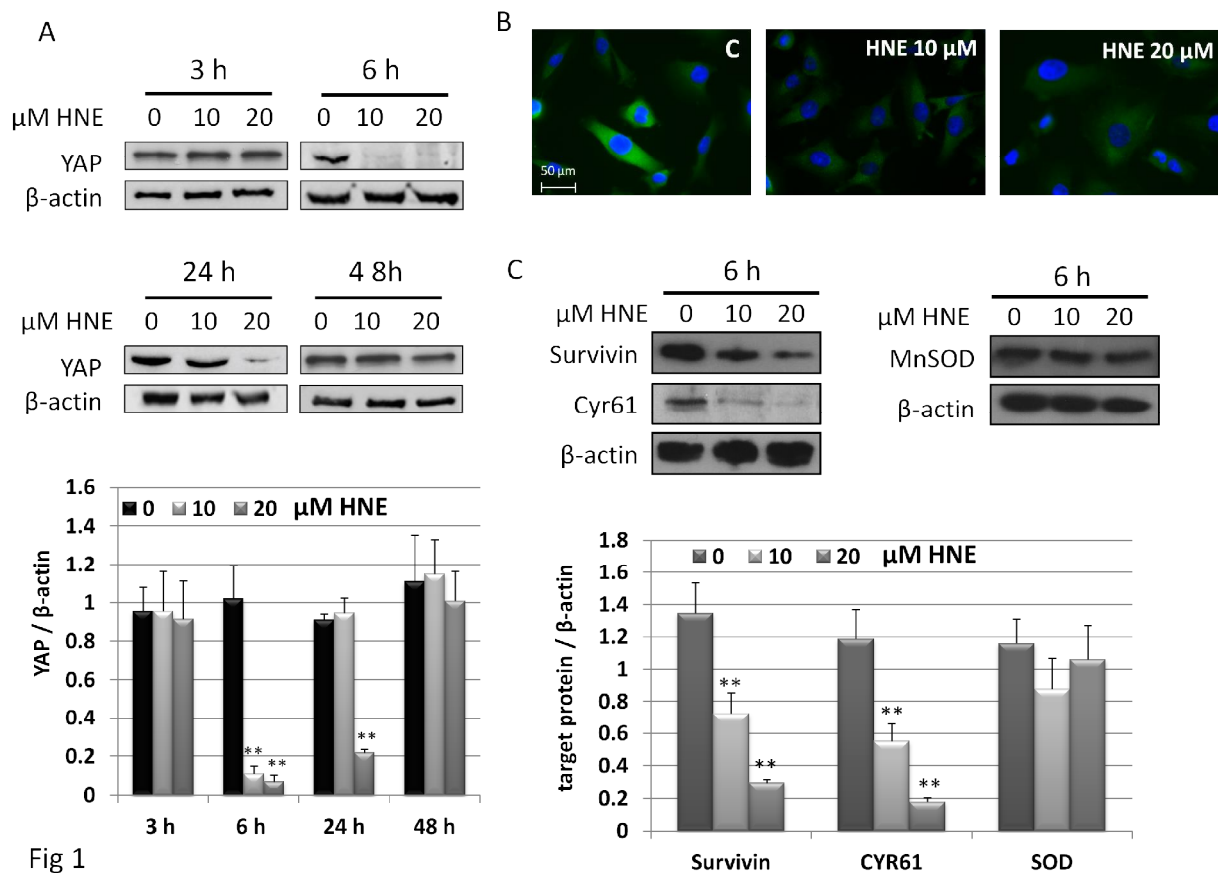 A
3 h 6 h
µM HNE 0 10 20 0 10 20
YAP
β-actin
24 h 4 8h
µM HNE 0 10 20 0 10 20
YAP
β-actin
1.6
1.4
1.2
1
0.8
0.6
0.4
0.2
0
YAP / β-actin
0 10 20 µM HNE
** ** **
3 h 6 h 24 h 48 h
Fig 1
B
C
HNE 10 µM
HNE 20 µM
50 µm
C
6 h
µM HNE 0 10 20
Survivin
Cyr61
β-actin
6 h
µM HNE 0 10 20
MnSOD
β-actin
1.8
1.6
1.4
1.2
1
0.8
0.6
0.4
0.2
0
target protein / β-actin
0 10 20 µM HNE
** ** ** **
Survivin CYR61 SOD